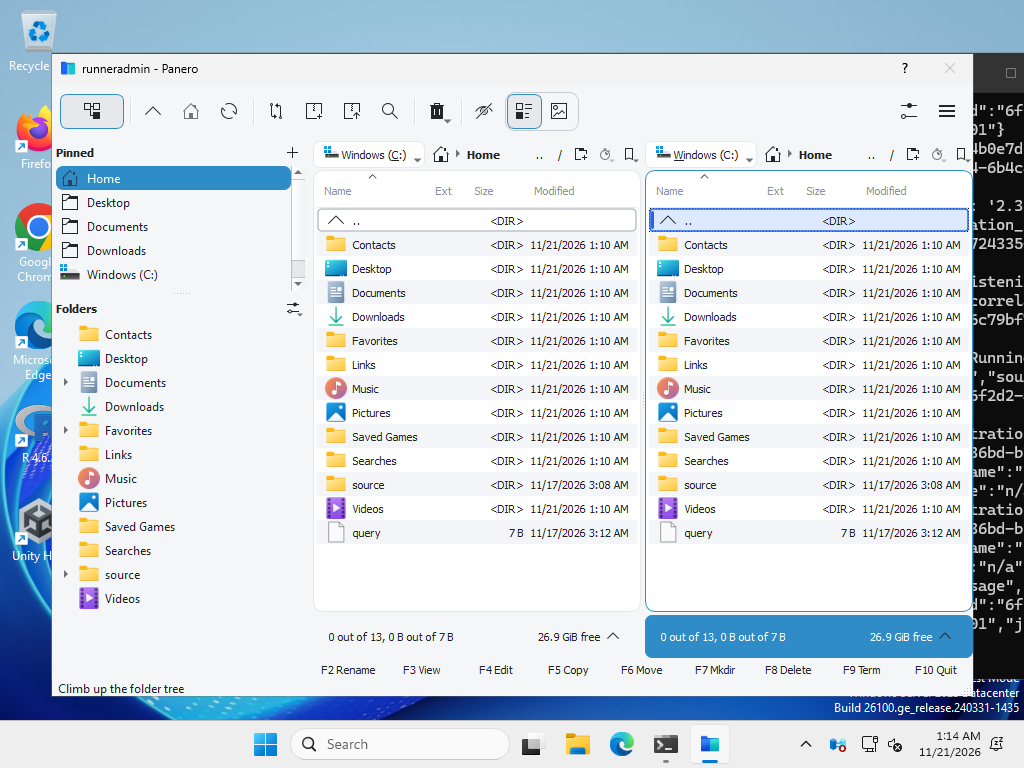 Recycle
Firefo
Google
Chrom
Micros
Edge
R 4.6.
Unity H
runneradmin - Panero
?
Pinned
Home
Desktop
Documents
Downloads
Windows (C:)
Folders
Contacts
Desktop
Documents
Downloads
Favorites
Links
Music
Pictures
Saved Games
Searches
source
Videos
Climb up the folder tree
Windows (C:) Home .. /
Name Ext Size Modified
.. <DIR>
Contacts <DIR> 11/21/2026 1:10 AM
Desktop <DIR> 11/21/2026 1:10 AM
Documents <DIR> 11/21/2026 1:10 AM
Downloads <DIR> 11/21/2026 1:10 AM
Favorites <DIR> 11/21/2026 1:10 AM
Links <DIR> 11/21/2026 1:10 AM
Music <DIR> 11/21/2026 1:10 AM
Pictures <DIR> 11/21/2026 1:10 AM
Saved Games <DIR> 11/21/2026 1:10 AM
Searches <DIR> 11/21/2026 1:10 AM
source <DIR> 11/17/2026 3:08 AM
Videos <DIR> 11/21/2026 1:10 AM
query 7 B 11/17/2026 3:12 AM
0 out of 13, 0 B out of 7 B 26.9 GiB free
Windows (C:) Home .. /
Name Ext Size Modified
.. <DIR>
Contacts <DIR> 11/21/2026 1:10 AM
Desktop <DIR> 11/21/2026 1:10 AM
Documents <DIR> 11/21/2026 1:10 AM
Downloads <DIR> 11/21/2026 1:10 AM
Favorites <DIR> 11/21/2026 1:10 AM
Links <DIR> 11/21/2026 1:10 AM
Music <DIR> 11/21/2026 1:10 AM
Pictures <DIR> 11/21/2026 1:10 AM
Saved Games <DIR> 11/21/2026 1:10 AM
Searches <DIR> 11/21/2026 1:10 AM
source <DIR> 11/17/2026 3:08 AM
Videos <DIR> 11/21/2026 1:10 AM
query 7 B 11/17/2026 3:12 AM
0 out of 13, 0 B out of 7 B 26.9 GiB free
F2 Rename F3 View F4 Edit F5 Copy F6 Move F7 Mkdir F8 Delete F9 Term F10 Quit
Build 26100.ge_release.240331-1435
Search
1:14 AM
11/21/2026